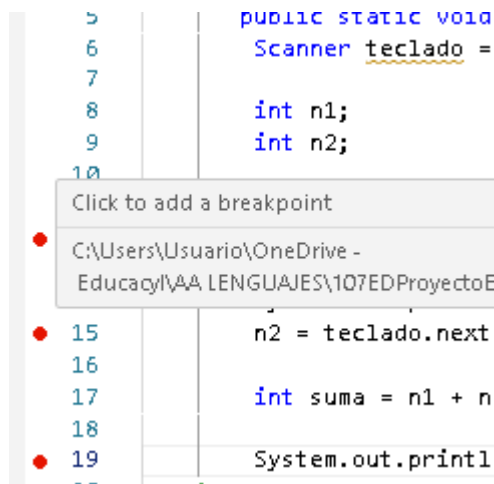 5 public static void
6 Scanner teclado =
7
8 int n1;
9 int n2;
10
Click to add a breakpoint
C:\Users\Usuario\OneDrive -
Educacyl\AA LENGUAJES\107EDProyectoE
15 n2 = teclado.next
16
17 int suma = n1 + n
18
19 System.out.printl